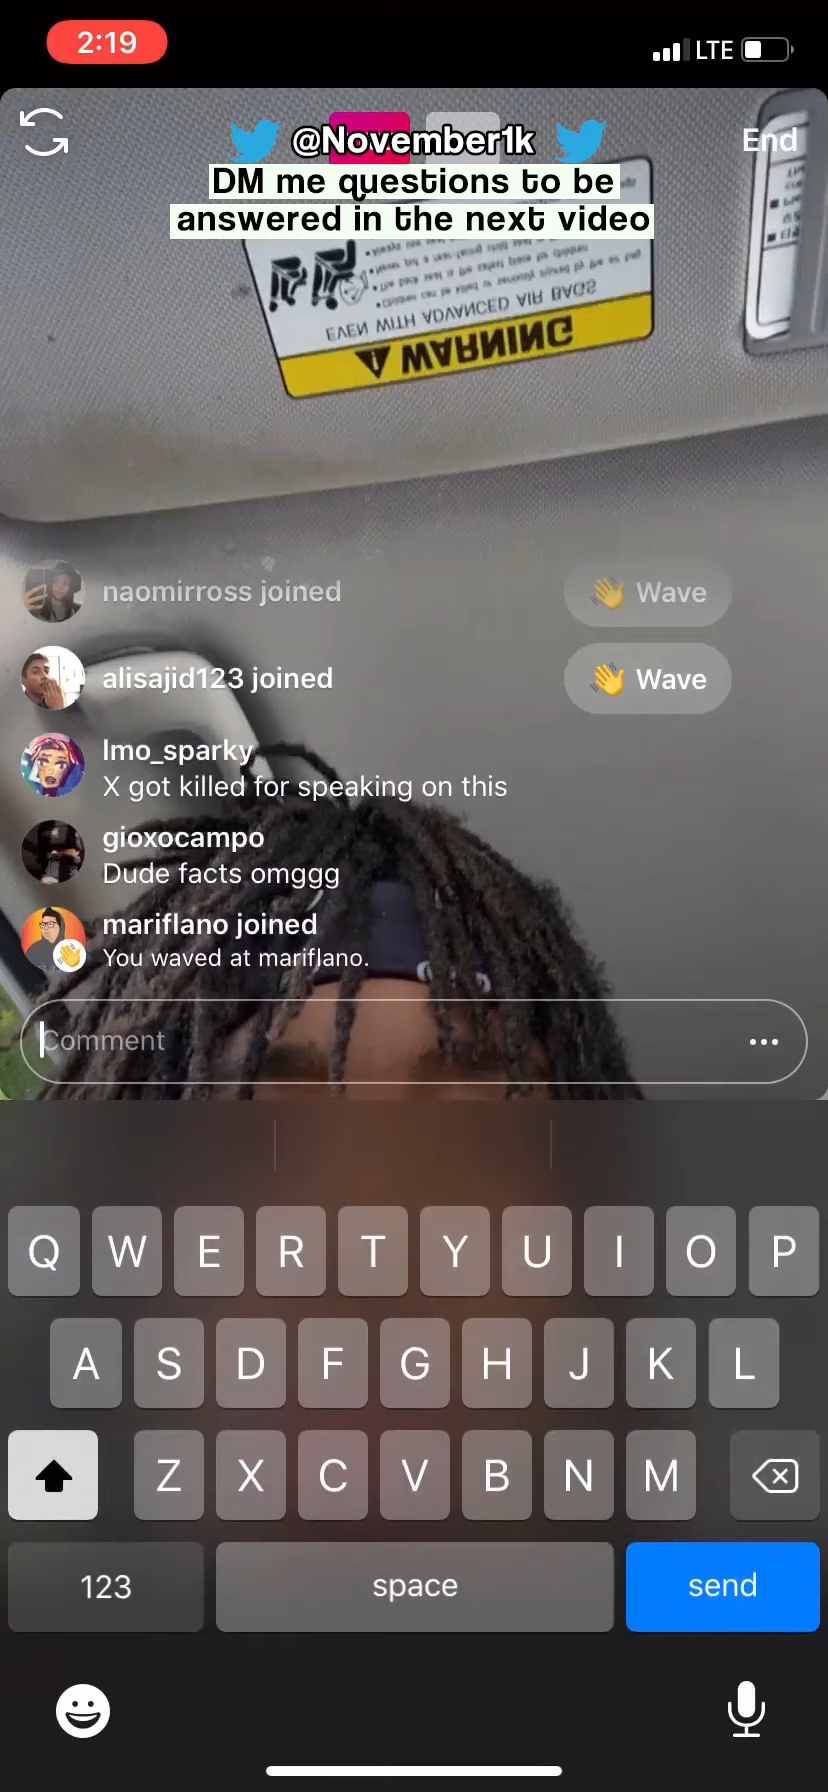 2:19
LTE
@November1k
End
DM me questions to be
answered in the next video
EVEN WITH ADVANCED AIR BAGS
WARNING
naomirross joined
Wave
alisajid123 joined
Wave
lmo_sparky
X got killed for speaking on this
gioxocampo
Dude facts omggg
mariflano joined
You waved at mariflano.
Comment
Q W E R T Y U I O P
A S D F G H J K L
Z X C V B N M
123
space
send